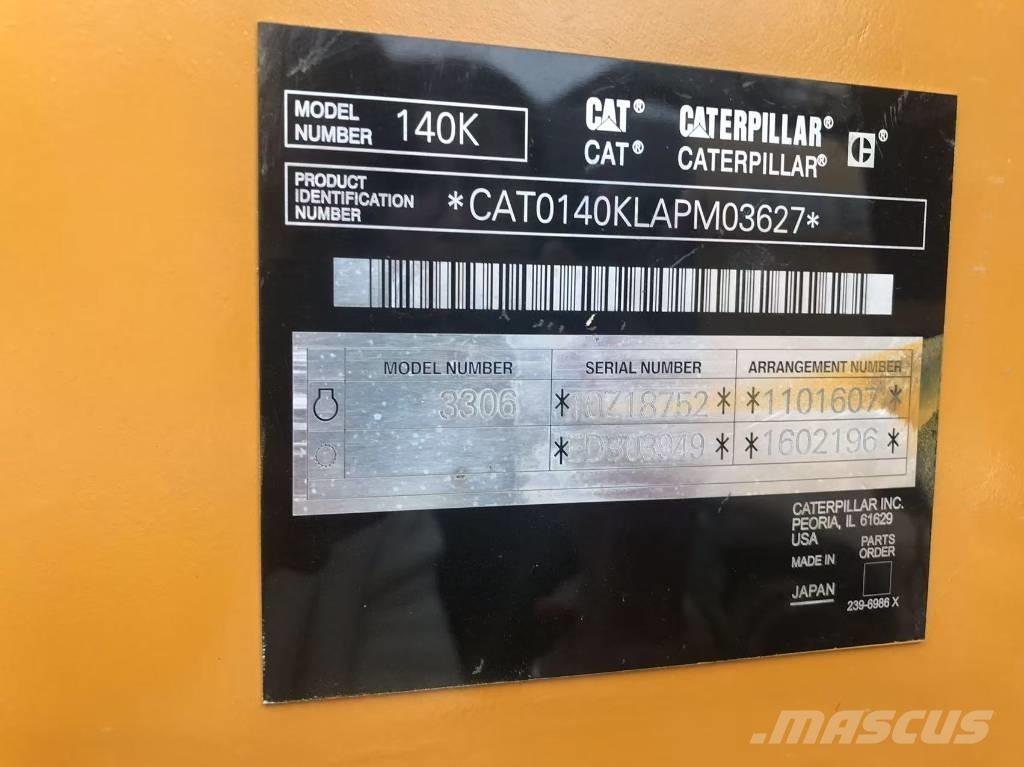 MODEL NUMBER 140K
CAT® CATERPILLAR® ®
CAT® CATERPILLAR®
PRODUCT IDENTIFICATION NUMBER *CAT0140KLAPM03627*
MODEL NUMBER SERIAL NUMBER ARRANGEMENT NUMBER
3306 *Z18752* *1101607*
*1602196*
CATERPILLAR INC.
PEORIA, IL 61629
USA
MADE IN JAPAN
PARTS ORDER
239-6986 X
MASCUS